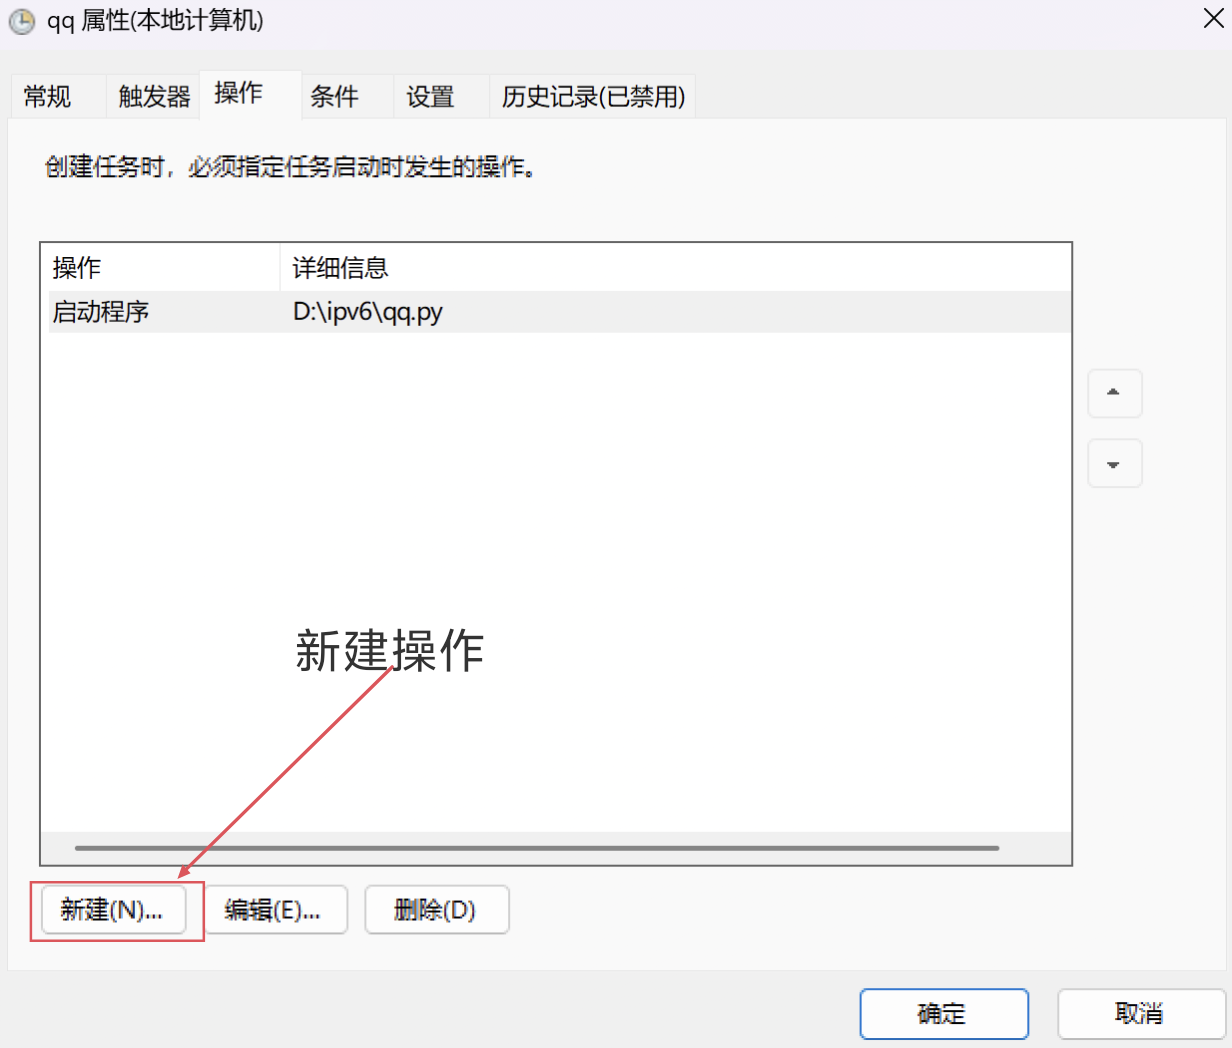 qq 属性(本地计算机)
常规 触发器 操作 条件 设置 历史记录(已禁用)
创建任务时，必须指定任务启动时发生的操作。
操作 详细信息
启动程序 D:\ipv6\qq.py
新建操作
新建(N)... 编辑(E)... 删除(D)
确定 取消